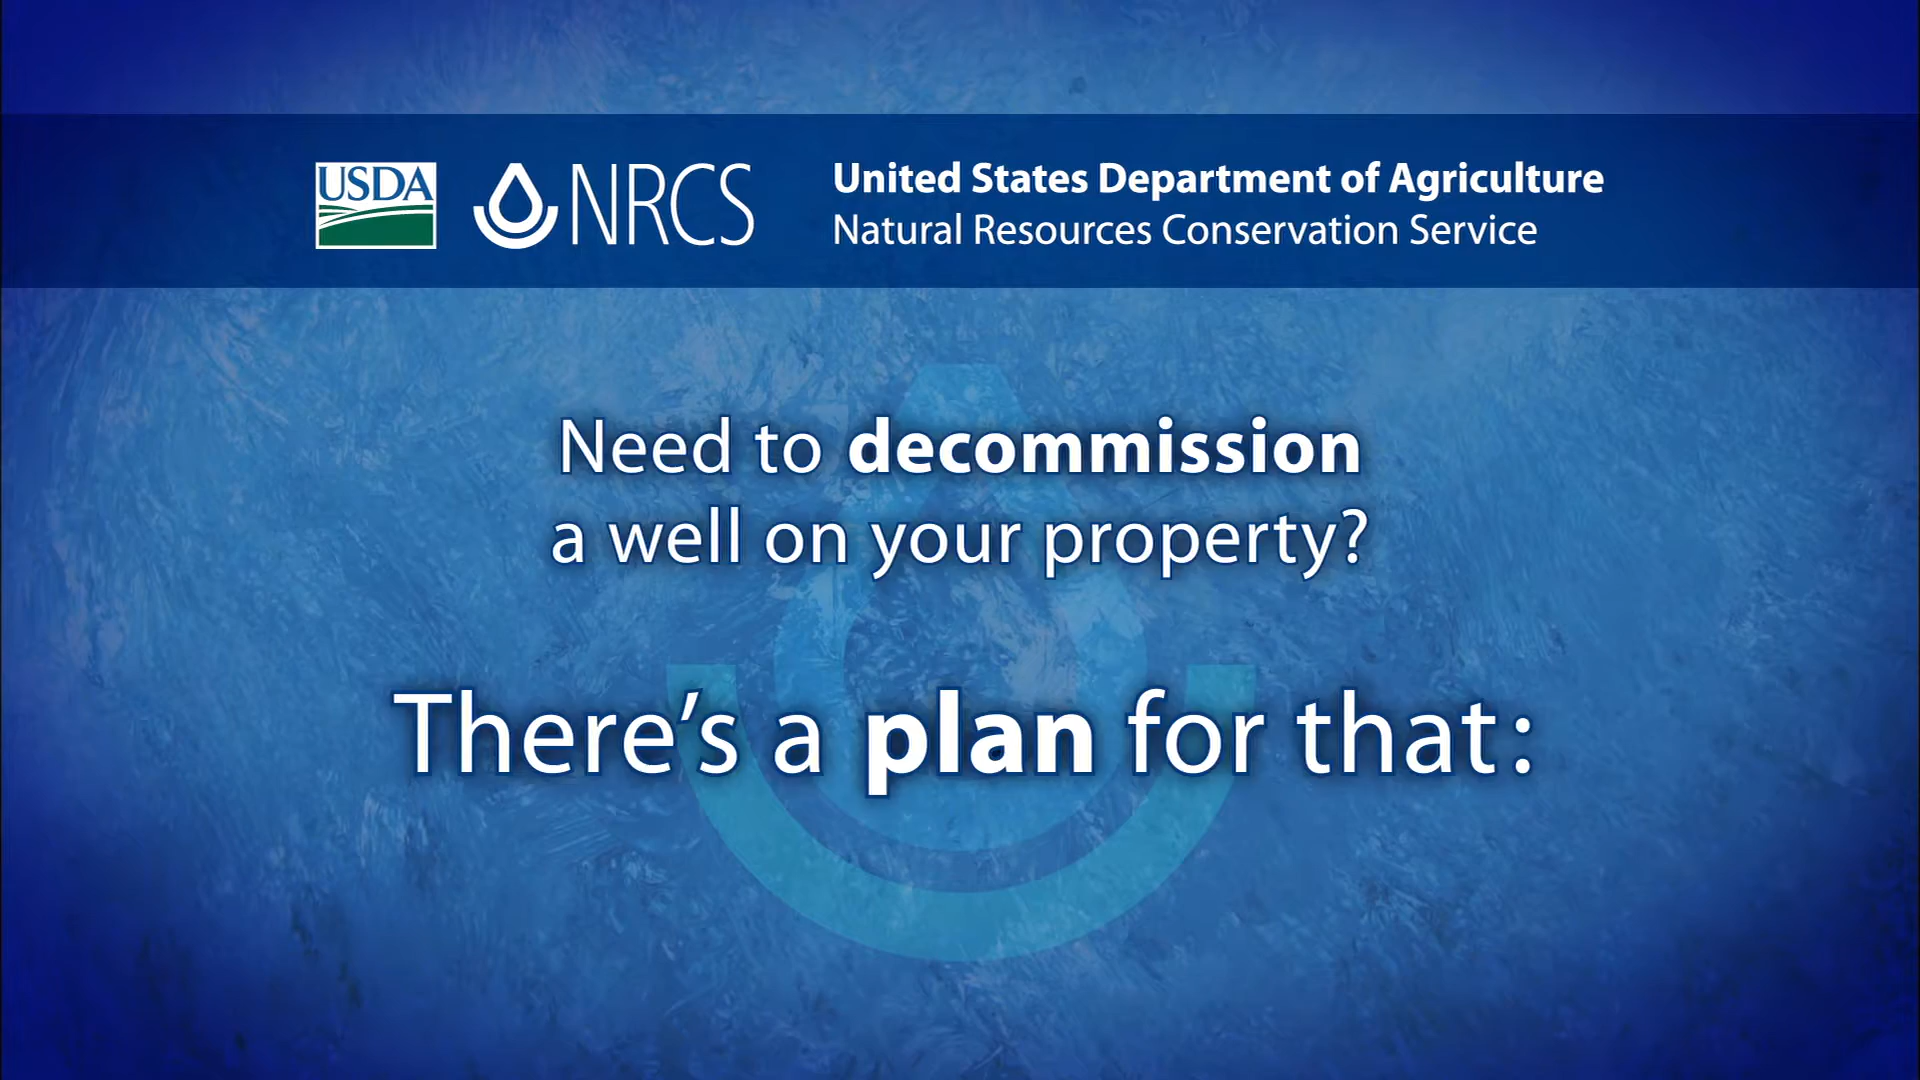 USDA
NRCS
United States Department of Agriculture
Natural Resources Conservation Service
Need to decommission
a well on your property?
There’s a plan for that: